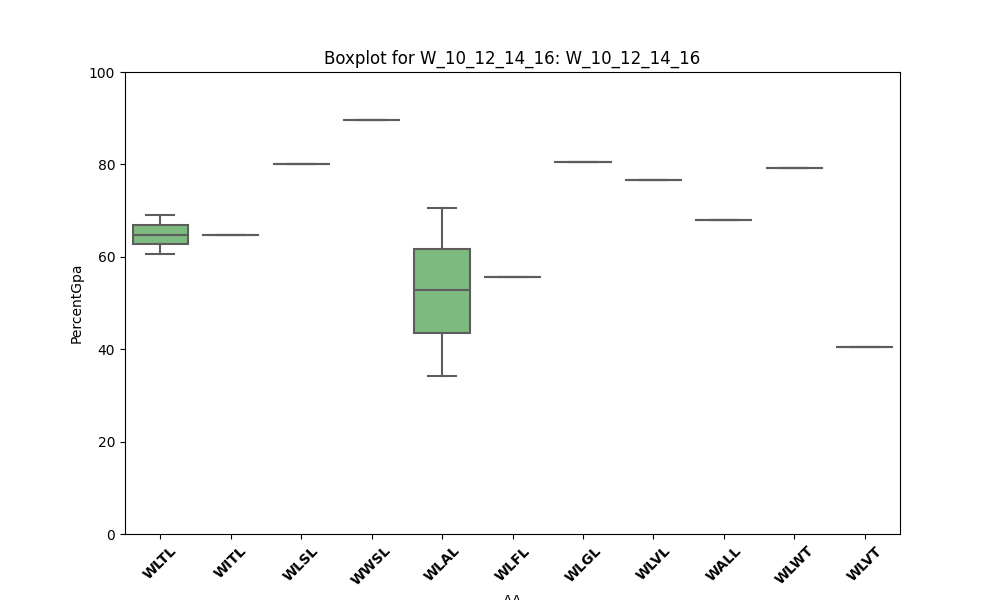 Boxplot for W_10_12_14_16: W_10_12_14_16
PercentGpa
100
80
60
40
20
0
WLTL
WITL
WLSL
WWSL
WLAL
WLFL
WLGL
WLVL
WALL
WLWT
WLVT
AA